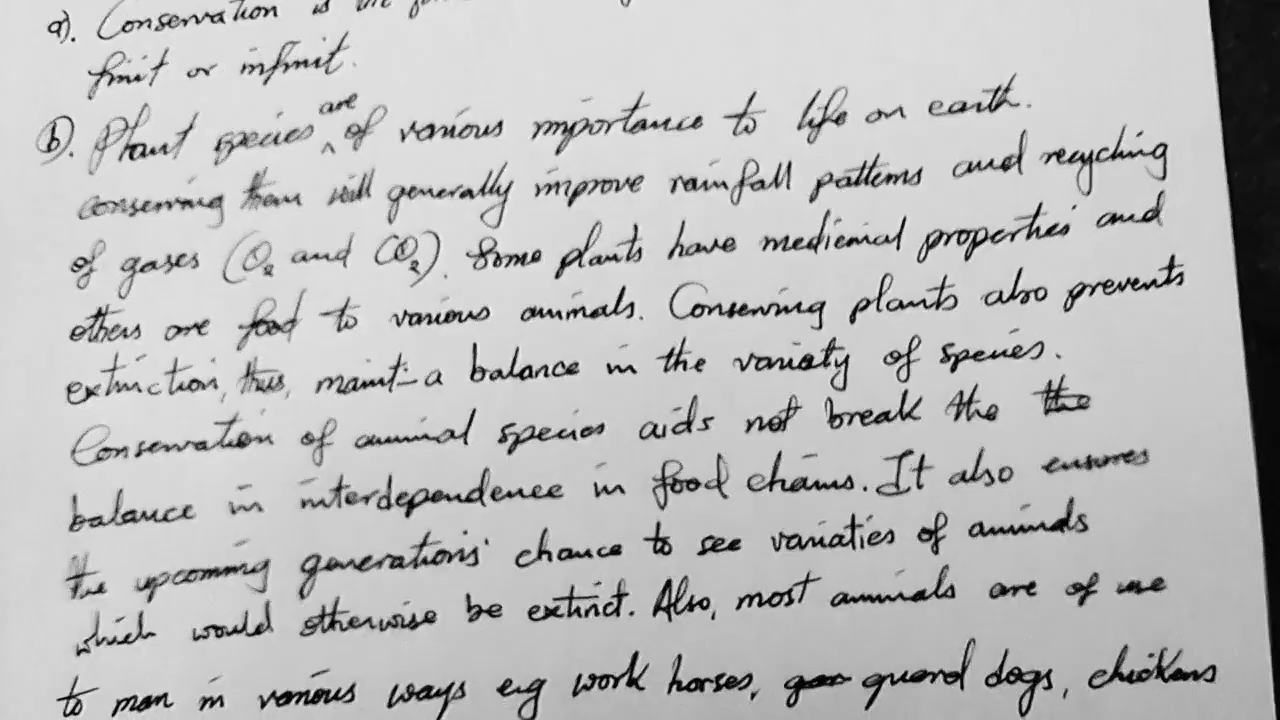 a). Conservation is the
finit or infinit.
b). Plant species are of various importance to life on earth.
conserving them will generally improve rainfall patterns and recycling
of gases (O₂ and CO₂). Some plants have medicinal properties and
others are food to various animals. Conserving plants also prevents
extinction, thus, maint- a balance in the variaty of species.
Conservation of animal species aids not break the the
balance in interdependence in food chains. It also ensures
the upcomming generations' chance to see variaties of animals
which would otherwise be extinct. Also, most animals are of use
to man in various ways eg work horses, guard dogs, chickens